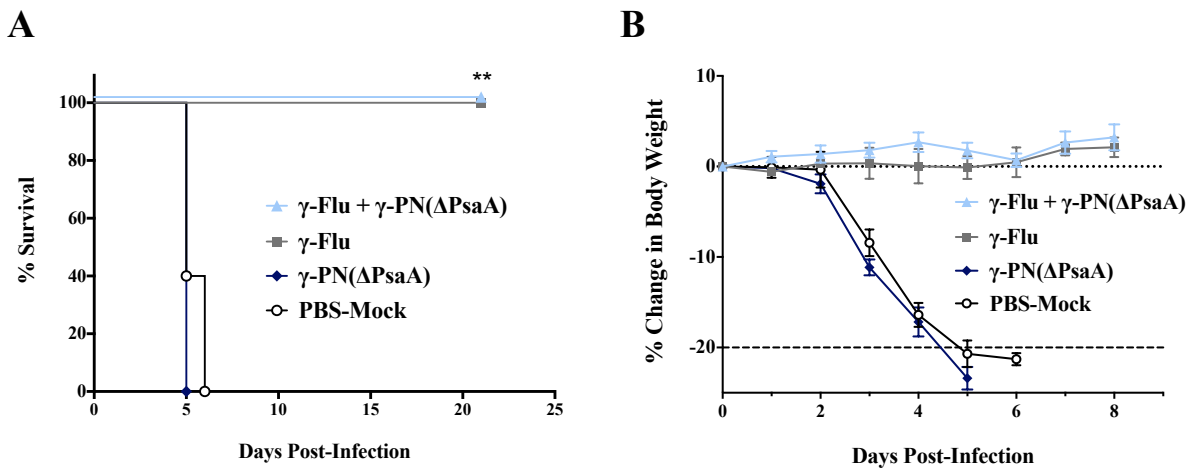 A
100
80
60
40
20
0
% Survival
**
γ-Flu + γ-PN(ΔPsaA)
γ-Flu
γ-PN(ΔPsaA)
PBS-Mock
0 5 10 15 20 25
Days Post-Infection
B
10
0
-10
-20
% Change in Body Weight
γ-Flu + γ-PN(ΔPsaA)
γ-Flu
γ-PN(ΔPsaA)
PBS-Mock
0 2 4 6 8
Days Post-Infection